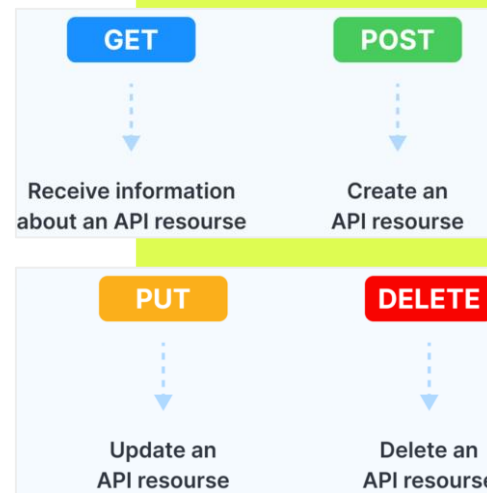 GET POST
Receive information Create an
about an API resourse API resourse
PUT DELETE
Update an Delete an
API resourse API resourse